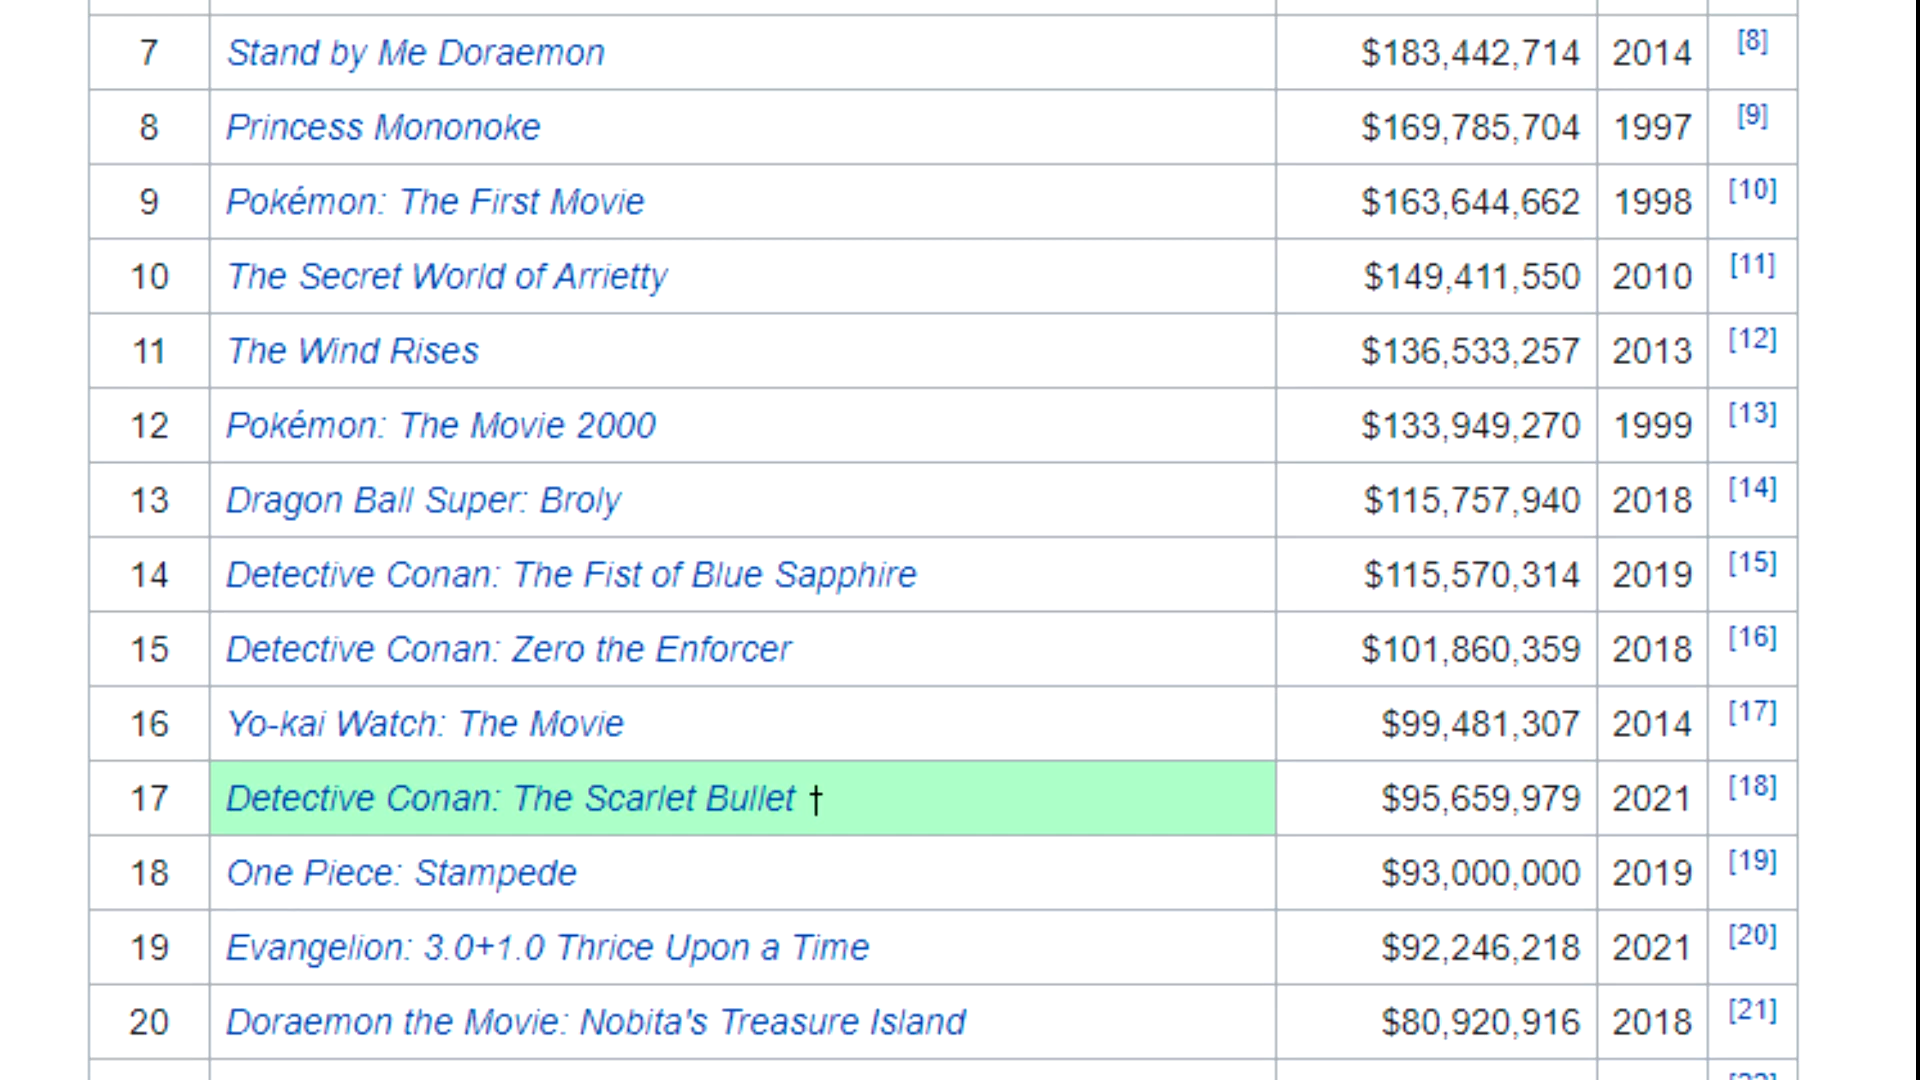 7 Stand by Me Doraemon $183,442,714 2014 [8]
8 Princess Mononoke $169,785,704 1997 [9]
9 Pokémon: The First Movie $163,644,662 1998 [10]
10 The Secret World of Arrietty $149,411,550 2010 [11]
11 The Wind Rises $136,533,257 2013 [12]
12 Pokémon: The Movie 2000 $133,949,270 1999 [13]
13 Dragon Ball Super: Broly $115,757,940 2018 [14]
14 Detective Conan: The Fist of Blue Sapphire $115,570,314 2019 [15]
15 Detective Conan: Zero the Enforcer $101,860,359 2018 [16]
16 Yo-kai Watch: The Movie $99,481,307 2014 [17]
17 Detective Conan: The Scarlet Bullet † $95,659,979 2021 [18]
18 One Piece: Stampede $93,000,000 2019 [19]
19 Evangelion: 3.0+1.0 Thrice Upon a Time $92,246,218 2021 [20]
20 Doraemon the Movie: Nobita's Treasure Island $80,920,916 2018 [21]